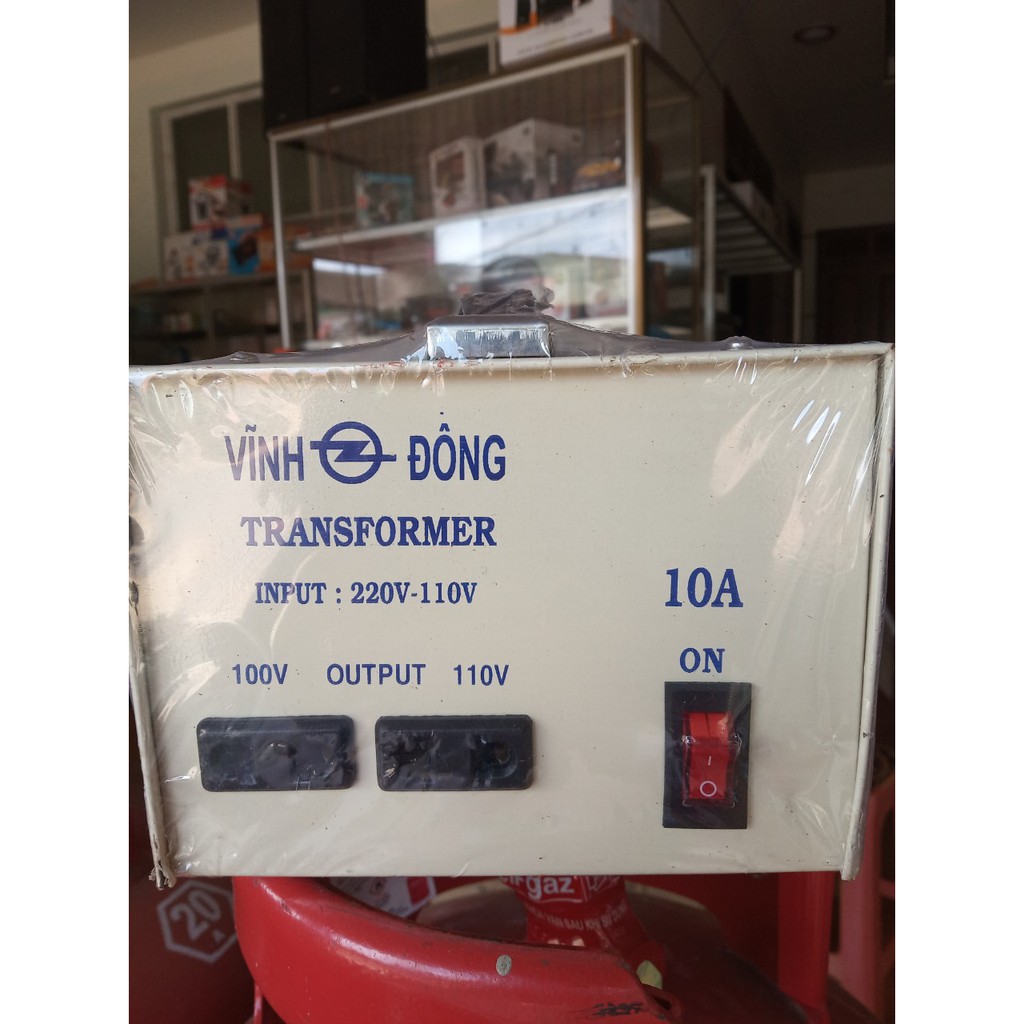 VĨNH ĐÔNG
TRANSFORMER
INPUT : 220V-110V
10A
ON
100V OUTPUT 110V
gaz
20